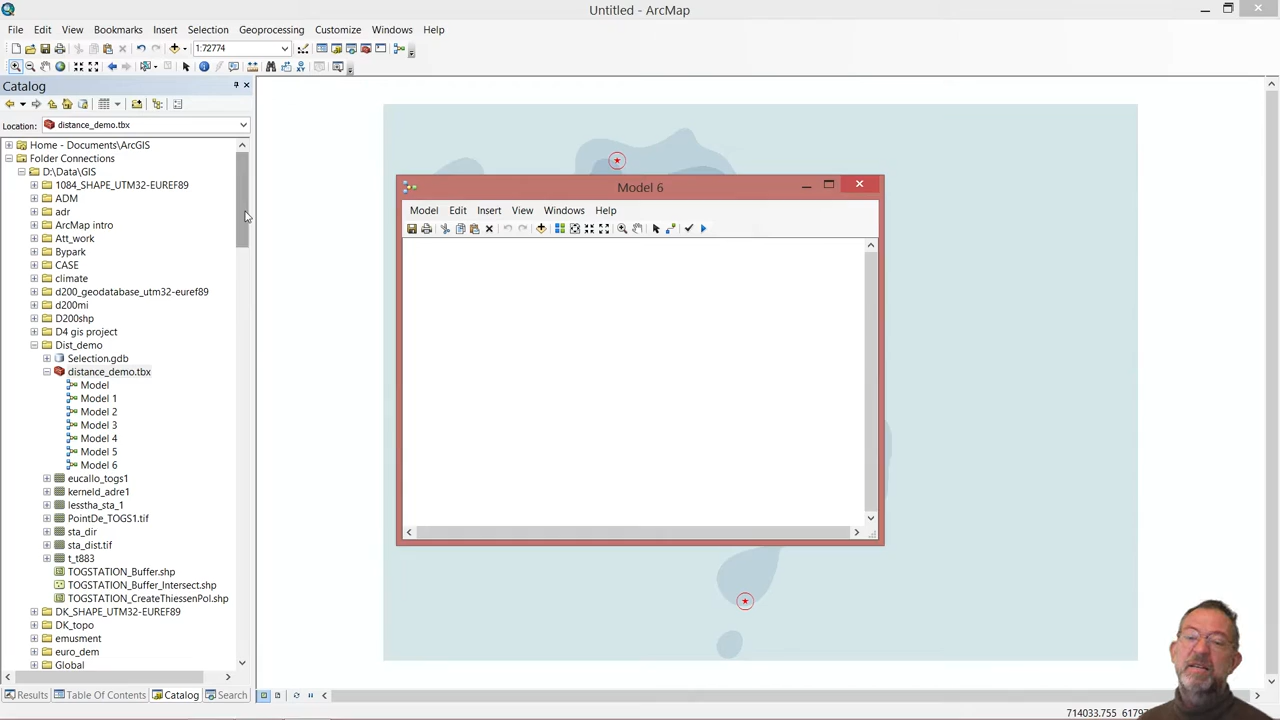 Untitled - ArcMap
File Edit View Bookmarks Insert Selection Geoprocessing Customize Windows Help
1:72774
Catalog
Location: distance_demo.tbx
Home - Documents\ArcGIS
Folder Connections
D:\Data\GIS
1084_SHAPE_UTM32-EUREF89
ADM
adr
ArcMap intro
Att_work
Bypark
CASE
climate
d200_geodatabase_utm32-euref89
d200mi
D200shp
D4 gis project
Dist_demo
Selection.gdb
distance_demo.tbx
Model
Model 1
Model 2
Model 3
Model 4
Model 5
Model 6
eucallo_togs1
kerneld_adre1
lesstha_sta_1
PointDe_TOGS1.tif
sta_dir
sta_dist.tif
t_t883
TOGSTATION_Buffer.shp
TOGSTATION_Buffer_Intersect.shp
TOGSTATION_CreateThiessenPol.shp
DK_SHAPE_UTM32-EUREF89
DK_topo
emusment
euro_dem
Global
Results Table Of Contents Catalog Search
Model 6
Model Edit Insert View Windows Help
714033.755